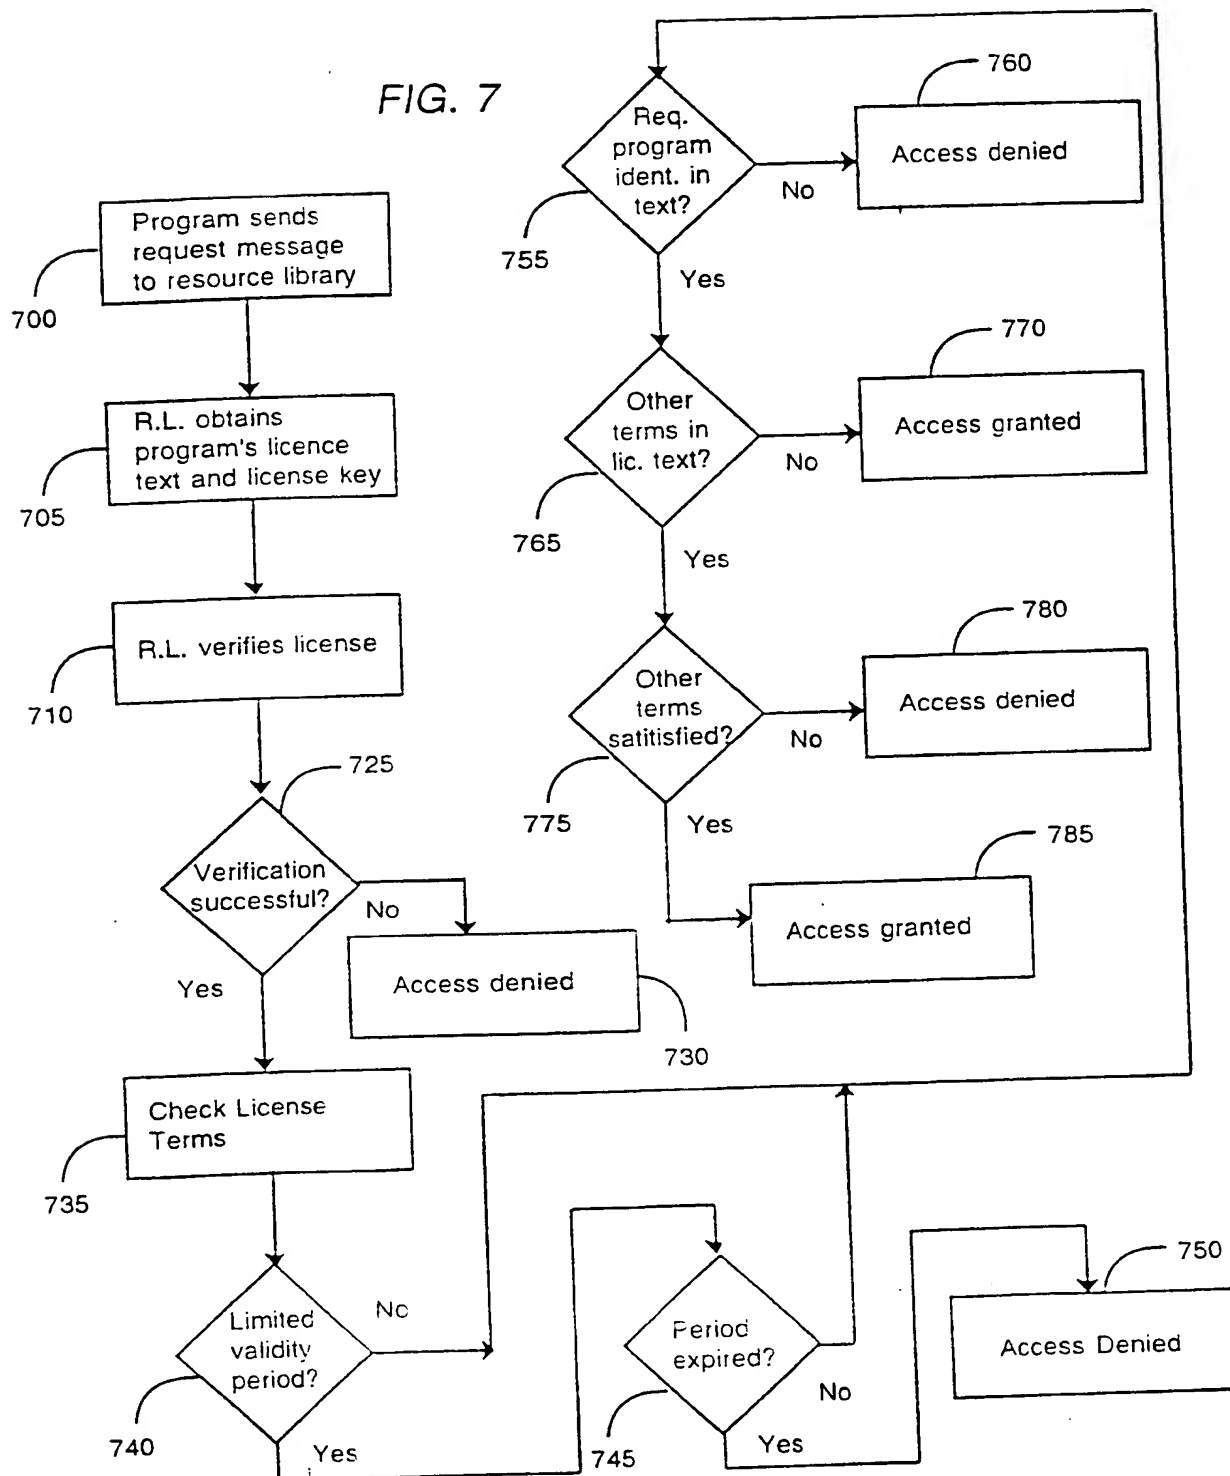 FIG. 7
Program sends
request message
to resource library
700
R.L. obtains
program's licence
text and license key
705
R.L. verifies license
710
725
Verification
successful?
No
Yes
Access denied
730
Check License
Terms
735
Limited
validity
period?
No
740
Yes
Period
expired?
No
745
Yes
750
Access Denied
Req.
program
ident. in
text?
755
No
Yes
760
Access denied
Other
terms in
lic. text?
765
No
Yes
770
Access granted
Other
terms
satitisfied?
775
No
Yes
780
Access denied
785
Access granted